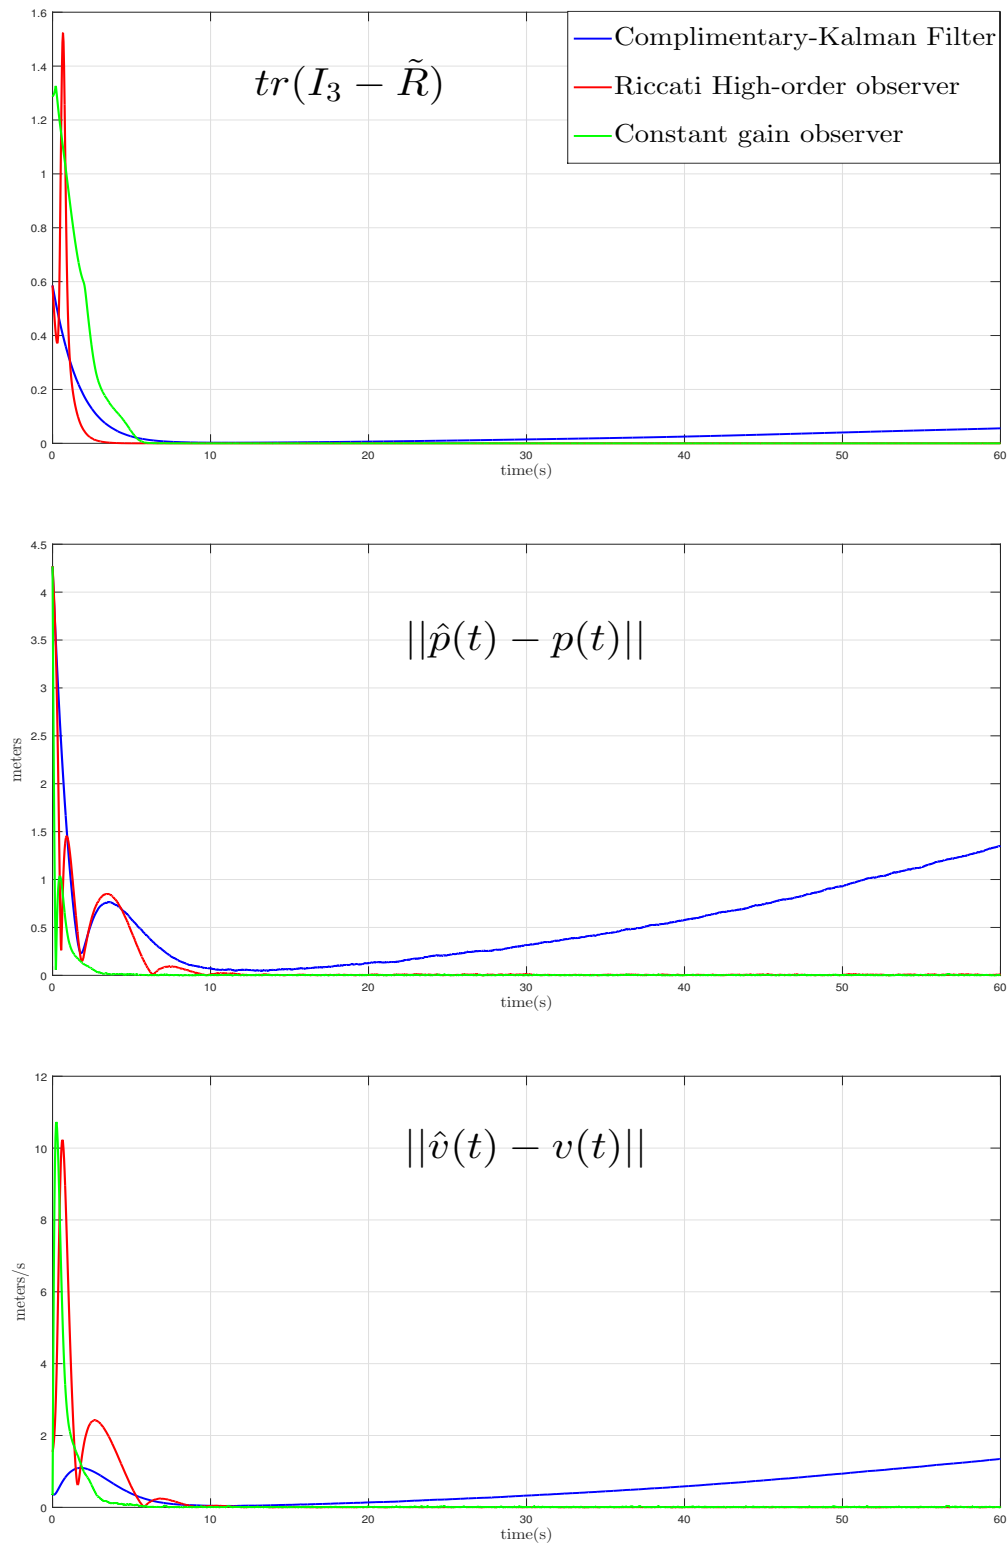 1.6
1.4
1.2
1
0.8
0.6
0.4
0.2
0
tr(I₃ − R̃)
Complimentary-Kalman Filter
Riccati High-order observer
Constant gain observer
0 10 20 30 40 50 60
time(s)
4.5
4
3.5
3
2.5
2
1.5
1
0.5
0
meters
||p̂(t) − p(t)||
0 10 20 30 40 50 60
time(s)
12
10
8
6
4
2
0
meters/s
||v̂(t) − v(t)||
0 10 20 30 40 50 60
time(s)